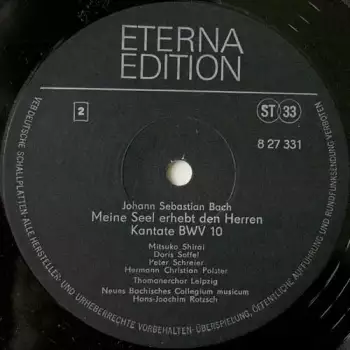 ETERNA
EDITION
2
ST 33
8 27 331
Johann Sebastian Bach
Meine Seel erhebt den Herren
Kantate BWV 10
Mitsuko Shirai
Doris Soffel
Peter Schreier
Hermann Christian Polster
Thomanerchor Leipzig
Neues Bachisches Collegium musicum
Hans-Joachim Rotzsch
VEB DEUTSCHE SCHALLPLATTEN · ALLE HERSTELLER- UND URHEBERRECHTE VORBEHALTEN · ÜBERSPIELUNG, ÖFFENTLICHE AUFFÜHRUNG UND RUNDFUNKSENDUNG VERBOTEN